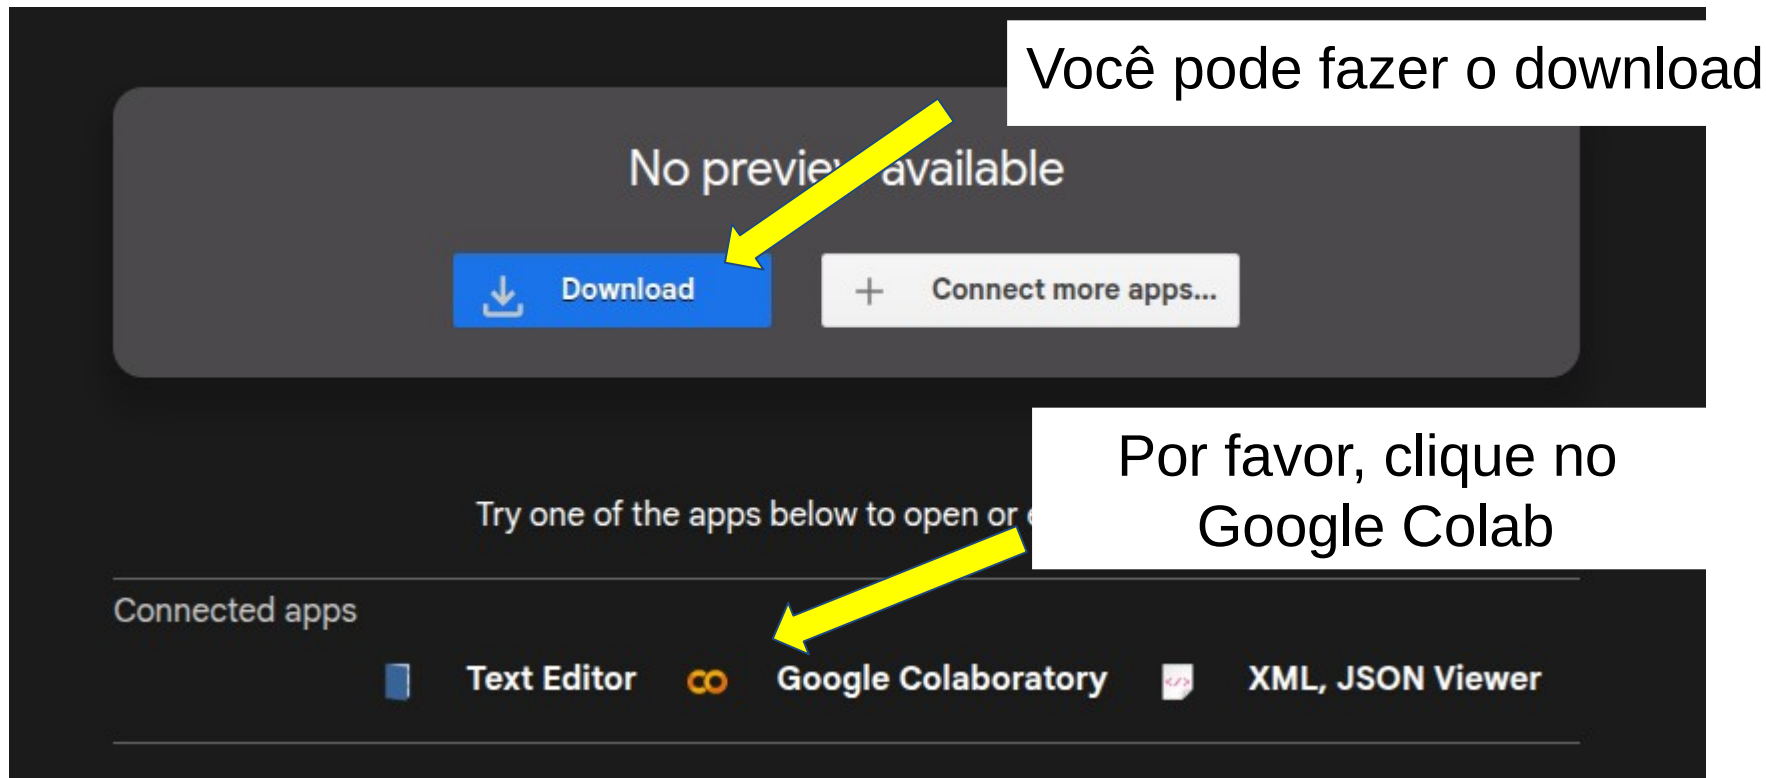 Você pode fazer o download
No preview available
Download
Connect more apps...
Por favor, clique no
Google Colab
Try one of the apps below to open or
Connected apps
Text Editor
Google Colaboratory
XML, JSON Viewer